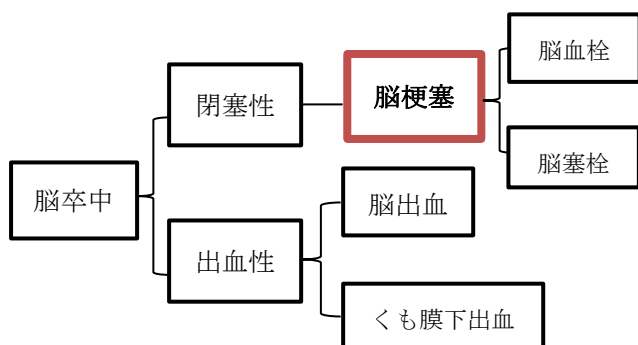 脳卒中
閉塞性
脳梗塞
脳血栓
脳塞栓
出血性
脳出血
くも膜下出血